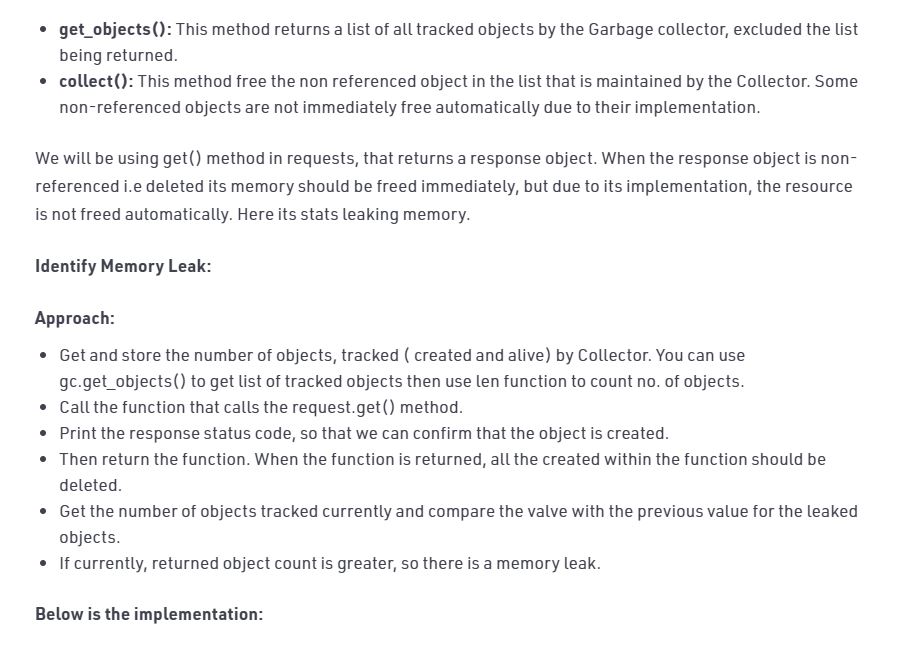 • get_objects(): This method returns a list of all tracked objects by the Garbage collector, excluded the list
being returned.
• collect(): This method free the non referenced object in the list that is maintained by the Collector. Some
non-referenced objects are not immediately free automatically due to their implementation.
We will be using get() method in requests, that returns a response object. When the response object is non-
referenced i.e deleted its memory should be freed immediately, but due to its implementation, the resource
is not freed automatically. Here its stats leaking memory.
Identify Memory Leak:
Approach:
• Get and store the number of objects, tracked ( created and alive) by Collector. You can use
gc.get_objects() to get list of tracked objects then use len function to count no. of objects.
• Call the function that calls the request.get() method.
• Print the response status code, so that we can confirm that the object is created.
• Then return the function. When the function is returned, all the created within the function should be
deleted.
• Get the number of objects tracked currently and compare the valve with the previous value for the leaked
objects.
• If currently, returned object count is greater, so there is a memory leak.
Below is the implementation: